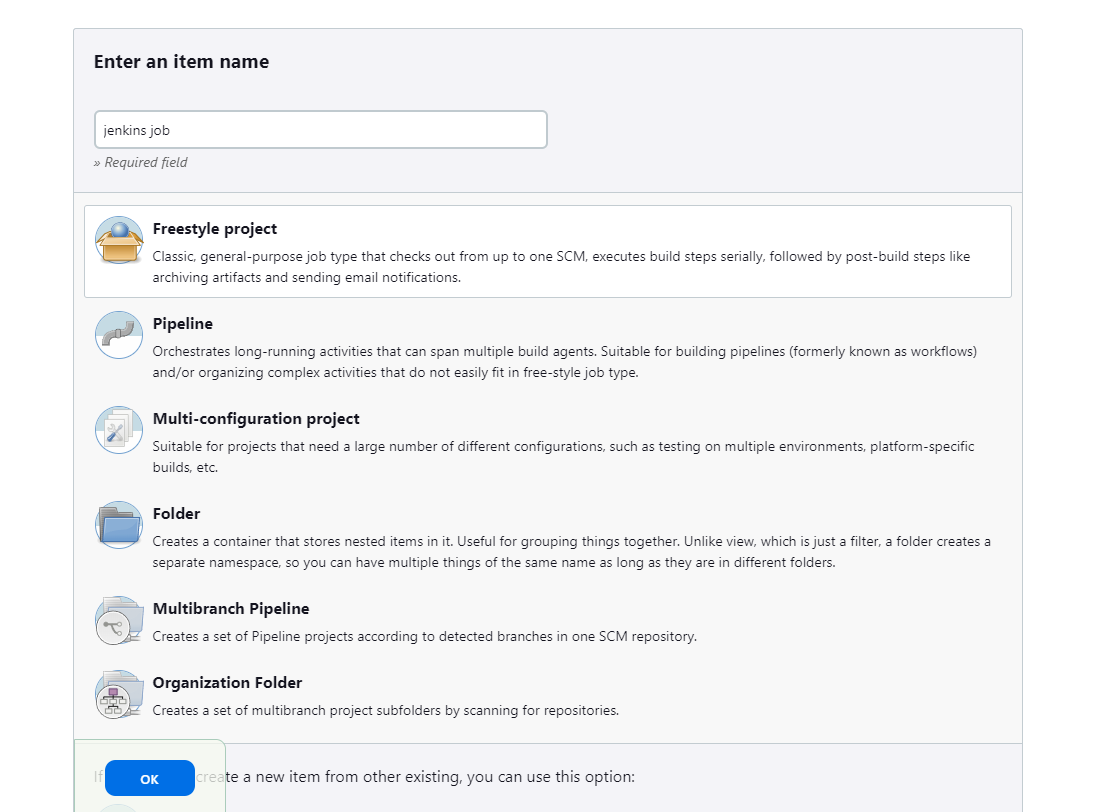 Enter an item name
jenkins job
» Required field
Freestyle project
Classic, general-purpose job type that checks out from up to one SCM, executes build steps serially, followed by post-build steps like
archiving artifacts and sending email notifications.
Pipeline
Orchestrates long-running activities that can span multiple build agents. Suitable for building pipelines (formerly known as workflows)
and/or organizing complex activities that do not easily fit in free-style job type.
Multi-configuration project
Suitable for projects that need a large number of different configurations, such as testing on multiple environments, platform-specific
builds, etc.
Folder
Creates a container that stores nested items in it. Useful for grouping things together. Unlike view, which is just a filter, a folder creates a
separate namespace, so you can have multiple things of the same name as long as they are in different folders.
Multibranch Pipeline
Creates a set of Pipeline projects according to detected branches in one SCM repository.
Organization Folder
Creates a set of multibranch project subfolders by scanning for repositories.
If create a new item from other existing, you can use this option:
OK